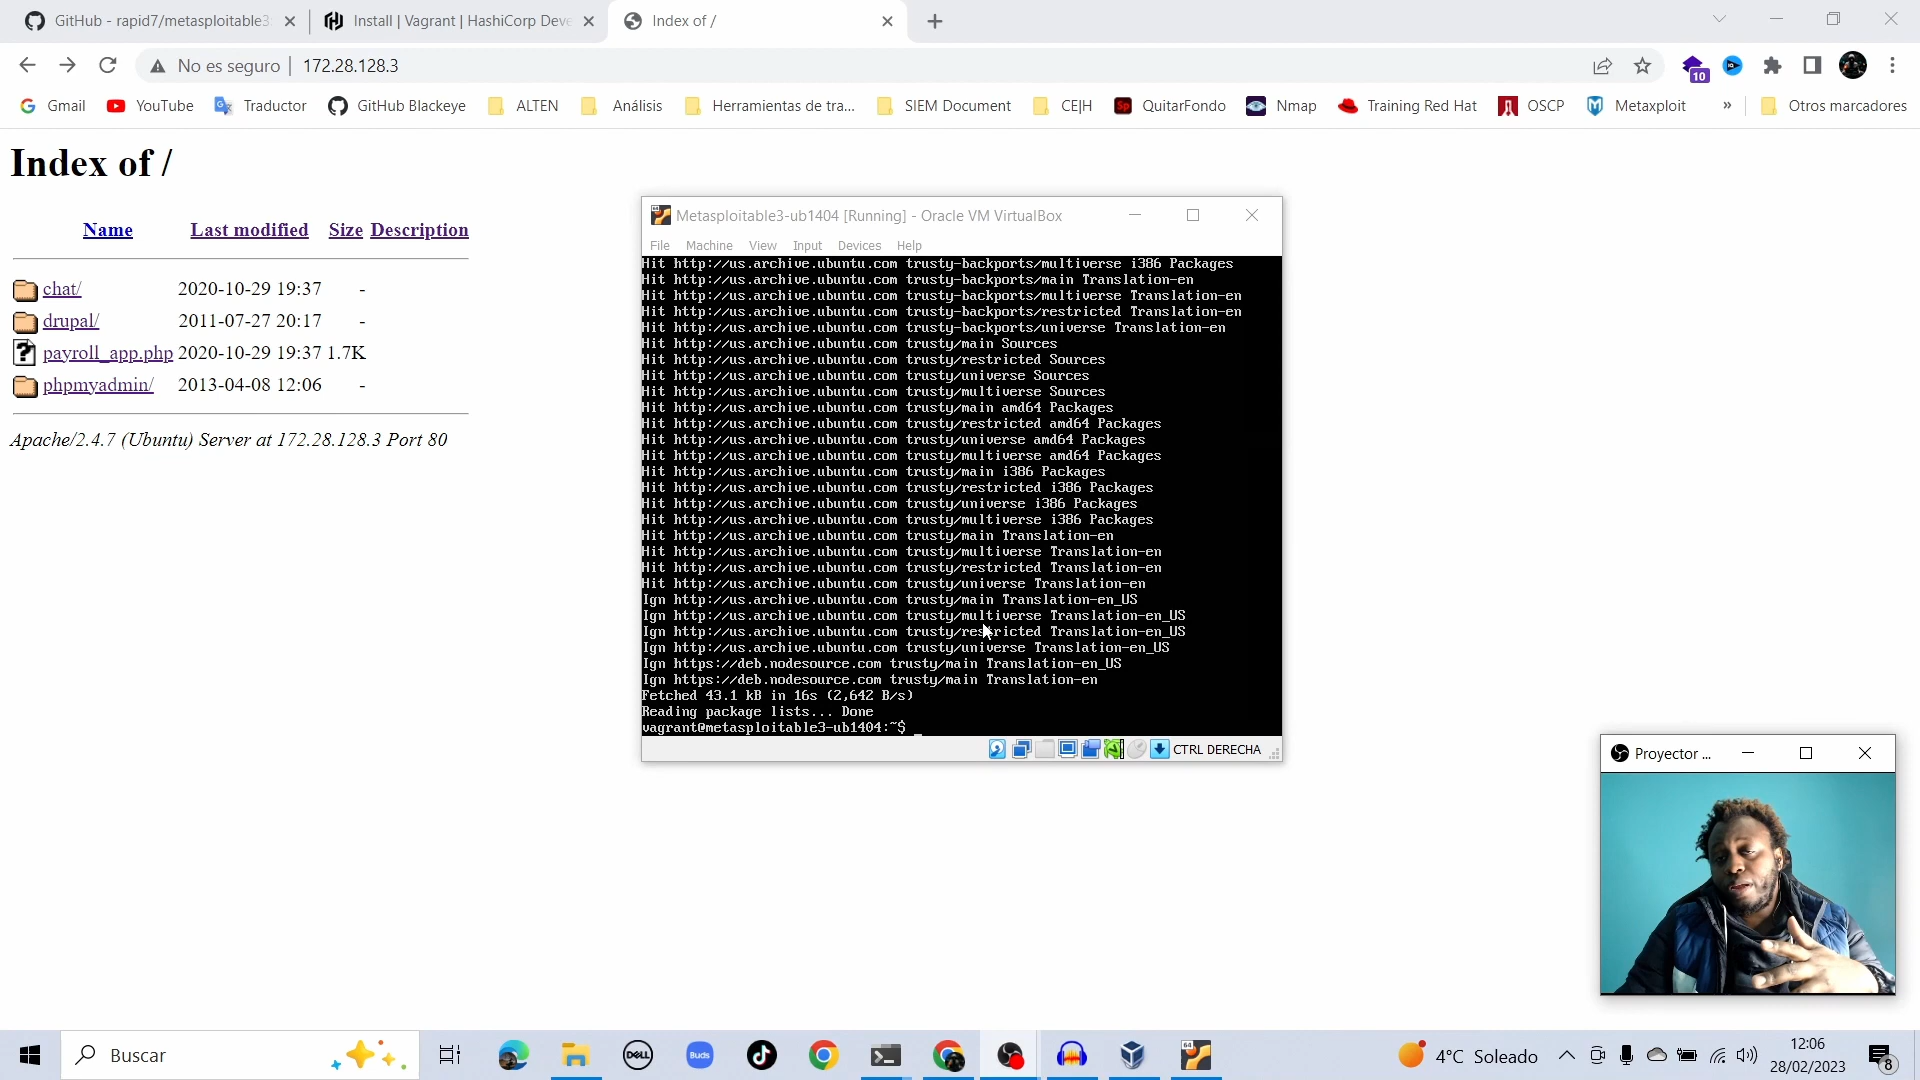 GitHub - rapid7/metasploitable3:
Install | Vagrant | HashiCorp Deve
Index of /
No es seguro | 172.28.128.3
10
Gmail YouTube Traductor GitHub Blackeye ALTEN Análisis Herramientas de tra... SIEM Document CE|H QuitarFondo Nmap Training Red Hat OSCP Metaxploit » Otros marcadores
Index of /
Name Last modified Size Description
chat/ 2020-10-29 19:37 -
drupal/ 2011-07-27 20:17 -
payroll_app.php 2020-10-29 19:37 1.7K
phpmyadmin/ 2013-04-08 12:06 -
Apache/2.4.7 (Ubuntu) Server at 172.28.128.3 Port 80
Metasploitable3-ub1404 [Running] - Oracle VM VirtualBox
File Machine View Input Devices Help
Hit http://us.archive.ubuntu.com trusty-backports/multiverse i386 Packages
Hit http://us.archive.ubuntu.com trusty-backports/main Translation-en
Hit http://us.archive.ubuntu.com trusty-backports/multiverse Translation-en
Hit http://us.archive.ubuntu.com trusty-backports/restricted Translation-en
Hit http://us.archive.ubuntu.com trusty-backports/universe Translation-en
Hit http://us.archive.ubuntu.com trusty/main Sources
Hit http://us.archive.ubuntu.com trusty/restricted Sources
Hit http://us.archive.ubuntu.com trusty/universe Sources
Hit http://us.archive.ubuntu.com trusty/multiverse Sources
Hit http://us.archive.ubuntu.com trusty/main amd64 Packages
Hit http://us.archive.ubuntu.com trusty/restricted amd64 Packages
Hit http://us.archive.ubuntu.com trusty/universe amd64 Packages
Hit http://us.archive.ubuntu.com trusty/multiverse amd64 Packages
Hit http://us.archive.ubuntu.com trusty/main i386 Packages
Hit http://us.archive.ubuntu.com trusty/restricted i386 Packages
Hit http://us.archive.ubuntu.com trusty/universe i386 Packages
Hit http://us.archive.ubuntu.com trusty/multiverse i386 Packages
Hit http://us.archive.ubuntu.com trusty/main Translation-en
Hit http://us.archive.ubuntu.com trusty/multiverse Translation-en
Hit http://us.archive.ubuntu.com trusty/restricted Translation-en
Hit http://us.archive.ubuntu.com trusty/universe Translation-en
Ign http://us.archive.ubuntu.com trusty/main Translation-en_US
Ign http://us.archive.ubuntu.com trusty/multiverse Translation-en_US
Ign http://us.archive.ubuntu.com trusty/restricted Translation-en_US
Ign http://us.archive.ubuntu.com trusty/universe Translation-en_US
Ign https://deb.nodesource.com trusty/main Translation-en_US
Ign https://deb.nodesource.com trusty/main Translation-en
Fetched 43.1 kB in 16s (2,642 B/s)
Reading package lists... Done
vagrant@metasploitable3-ub1404:~$ _
CTRL DERECHA
Proyector ...
Buscar
DELL
Buds
64
4°C Soleado
12:06
28/02/2023
8